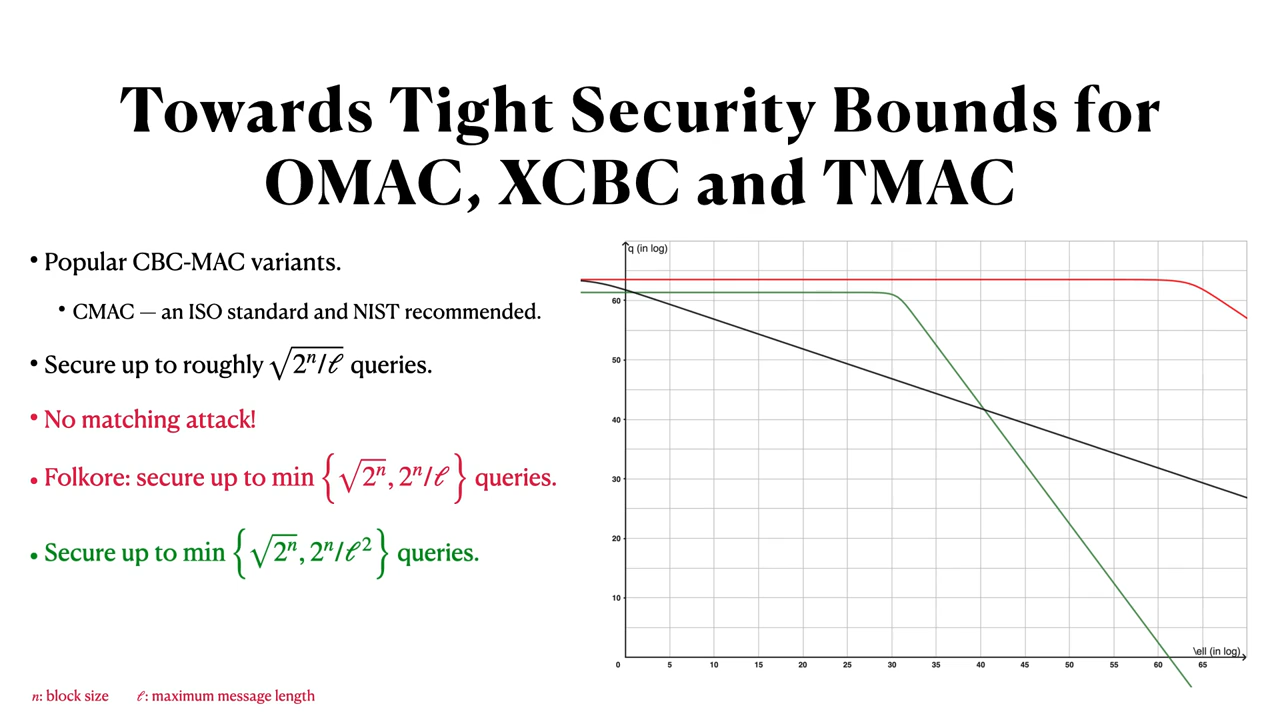 Towards Tight Security Bounds for
OMAC, XCBC and TMAC
• Popular CBC-MAC variants.
• CMAC — an ISO standard and NIST recommended.
• Secure up to roughly √(2ⁿ/ℓ) queries.
• No matching attack!
• Folkore: secure up to min {√(2ⁿ), 2ⁿ/ℓ} queries.
• Secure up to min {√(2ⁿ), 2ⁿ/ℓ²} queries.
n: block size ℓ: maximum message length
q (in log)
60
50
40
30
20
10
0 5 10 15 20 25 30 35 40 45 50 55 60 65
\ell (in log)